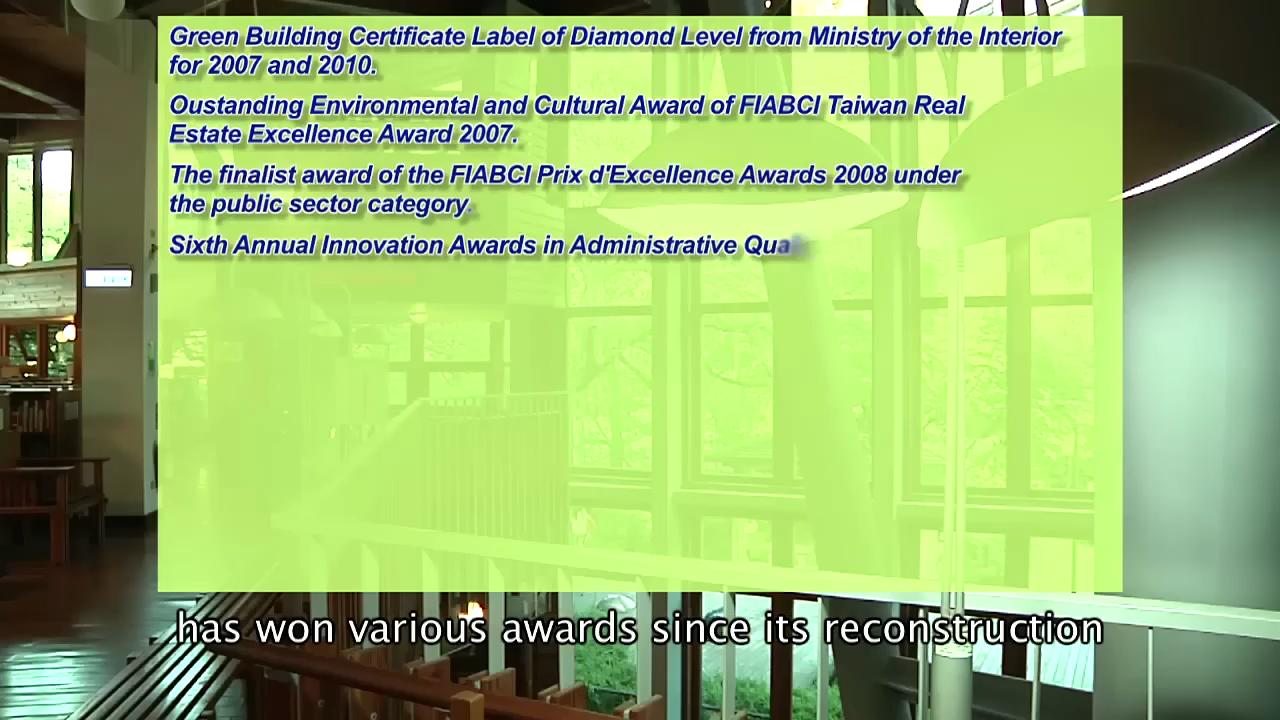 Green Building Certificate Label of Diamond Level from Ministry of the Interior
for 2007 and 2010.
Oustanding Environmental and Cultural Award of FIABCI Taiwan Real
Estate Excellence Award 2007.
The finalist award of the FIABCI Prix d'Excellence Awards 2008 under
the public sector category.
Sixth Annual Innovation Awards in Administrative Qua
has won various awards since its reconstruction